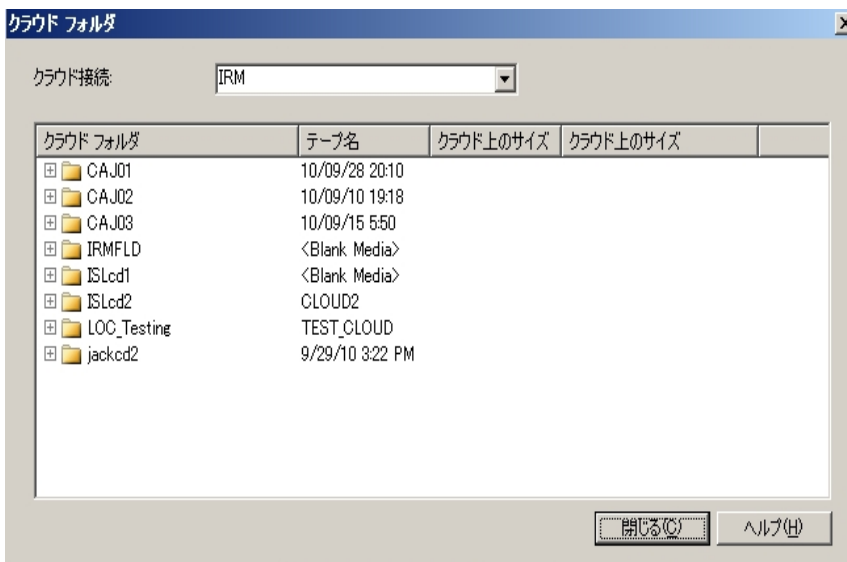 クラウド フォルダ
クラウド接続: IRM
クラウド フォルダ テープ名 クラウド上のサイズ クラウド上のサイズ
CAJ01 10/09/28 20:10
CAJ02 10/09/10 19:18
CAJ03 10/09/15 5:50
IRMFLD <Blank Media>
ISLcd1 <Blank Media>
ISLcd2 CLOUD2
LOC_Testing TEST_CLOUD
jackcd2 9/29/10 3:22 PM
閉じる(C) ヘルプ(H)